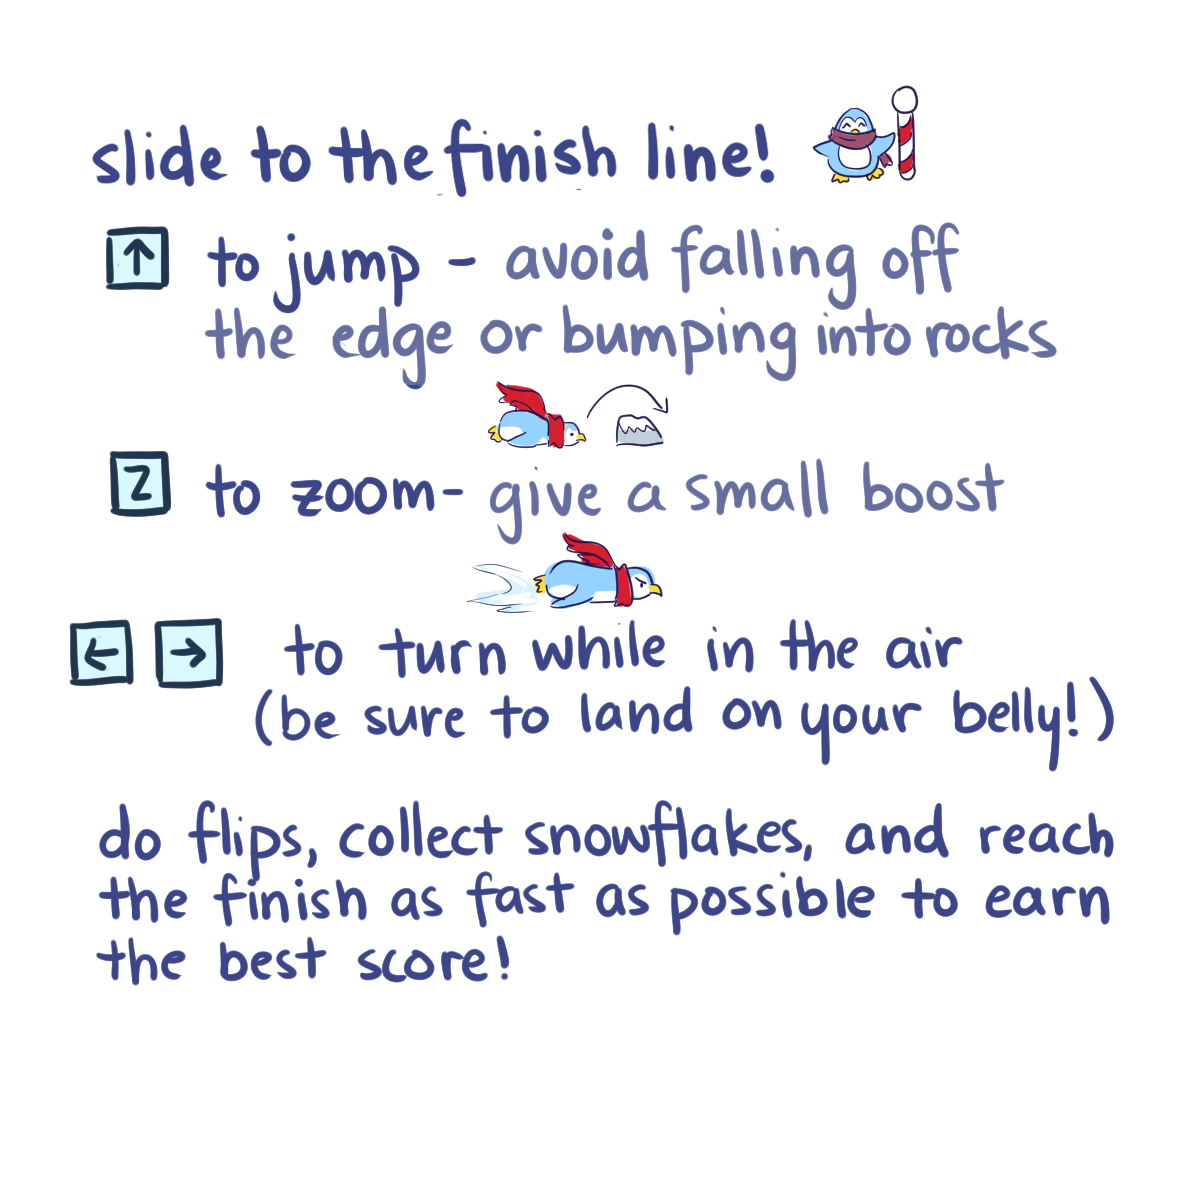 slide to the finish line!
↑ to jump - avoid falling off
the edge or bumping into rocks
Z to zoom- give a small boost
← → to turn while in the air
(be sure to land on your belly!)
do flips, collect snowflakes, and reach
the finish as fast as possible to earn
the best score!